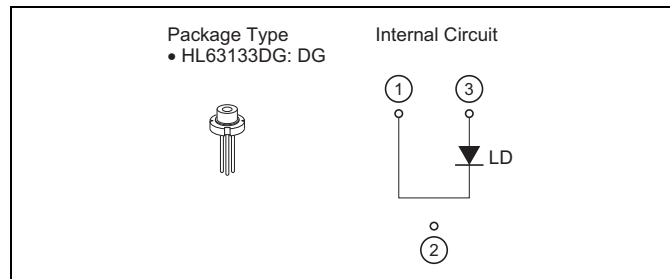 Package Type
• HL63133DG: DG
Internal Circuit
1
3
LD
2